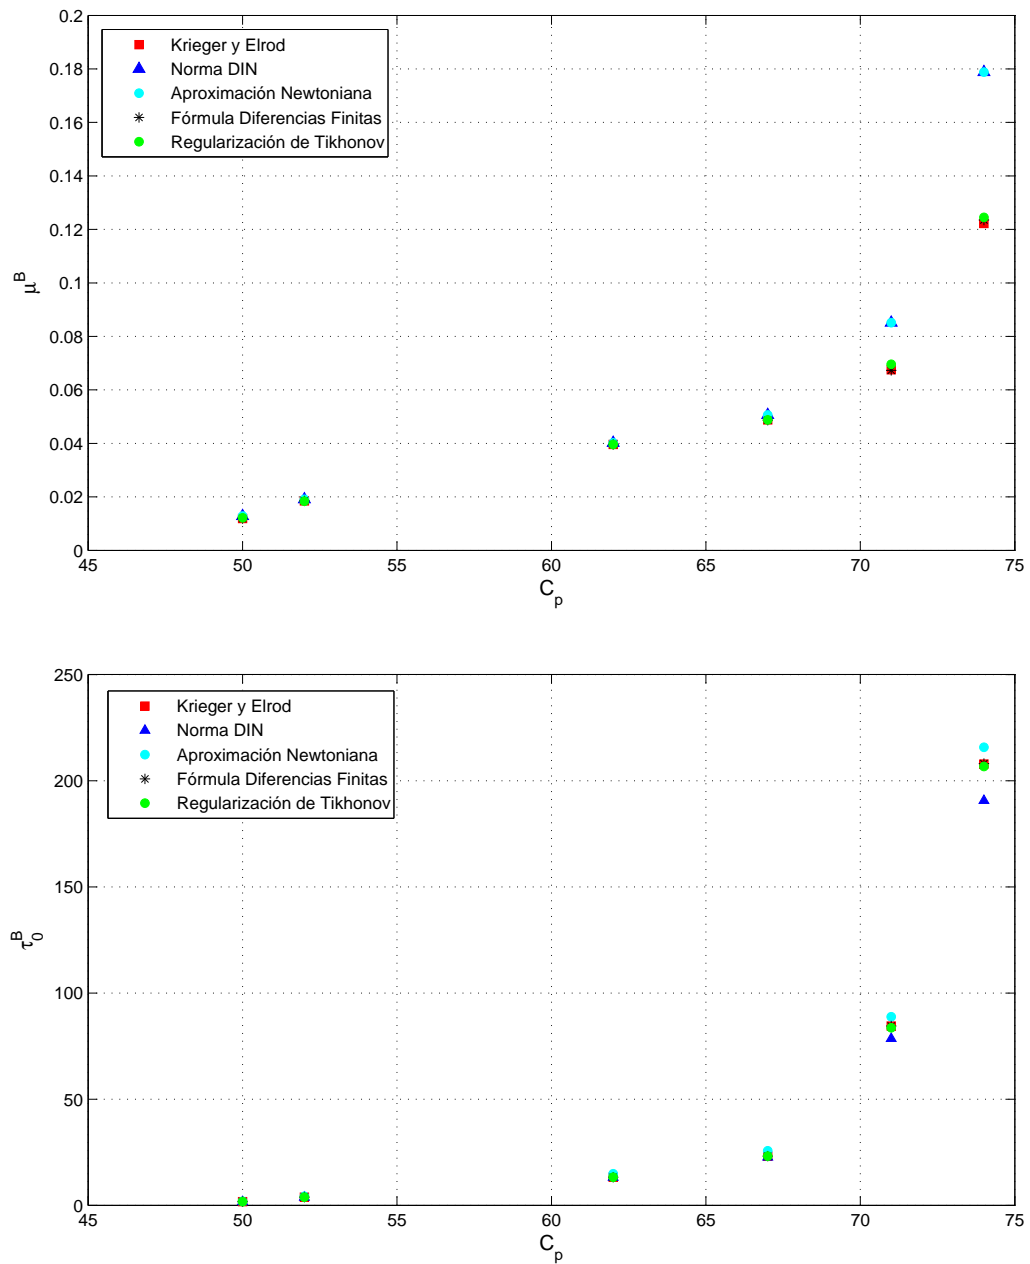 0.2
0.18
0.16
0.14
0.12
0.1
0.08
0.06
0.04
0.02
0
μ^B
Krieger y Elrod
Norma DIN
Aproximación Newtoniana
Fórmula Diferencias Finitas
Regularización de Tikhonov
45 50 55 60 65 70 75
C_p
250
200
150
100
50
0
τ_0^B
Krieger y Elrod
Norma DIN
Aproximación Newtoniana
Fórmula Diferencias Finitas
Regularización de Tikhonov
45 50 55 60 65 70 75
C_p